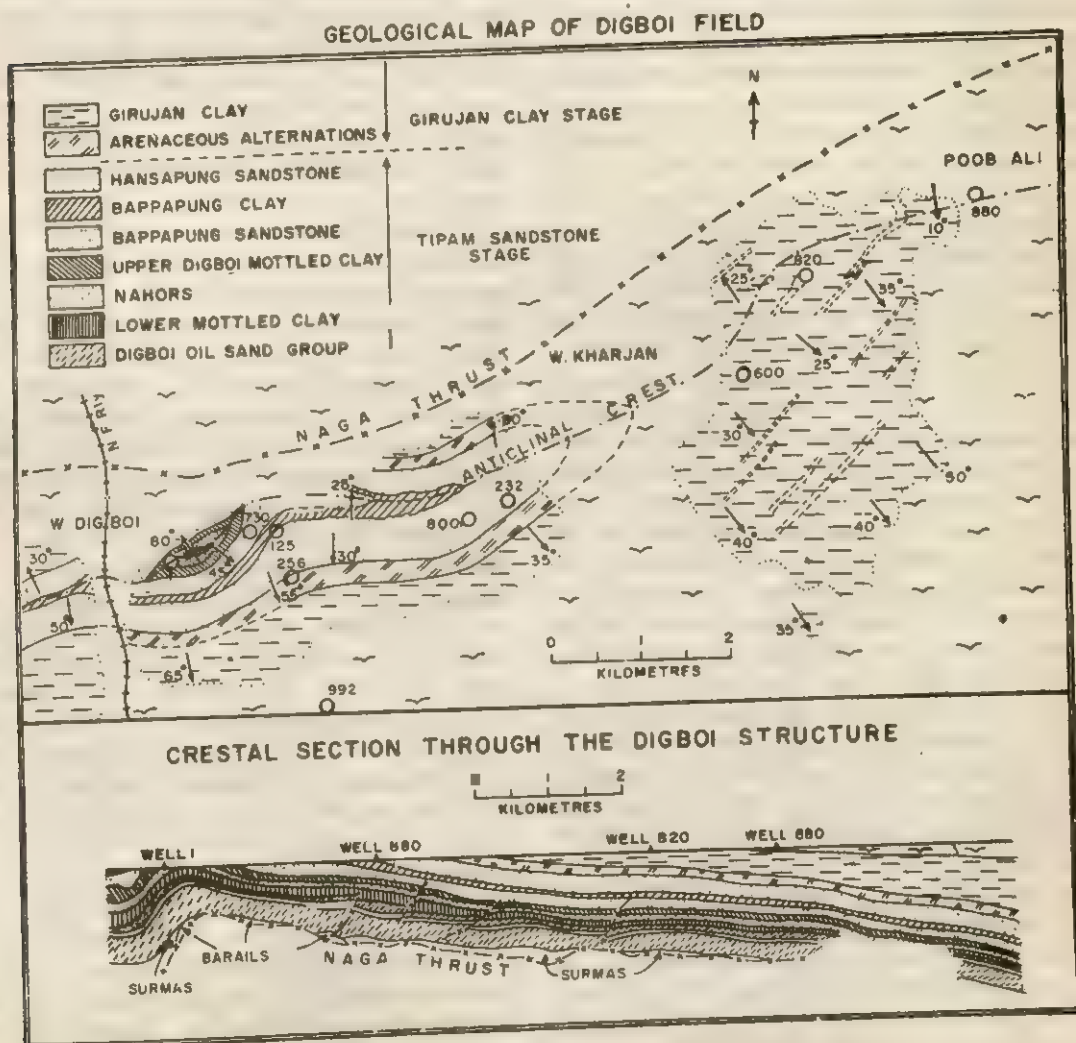 GEOLOGICAL MAP OF DIGBOI FIELD
GIRUJAN CLAY
ARENACEOUS ALTERNATIONS
GIRUJAN CLAY STAGE
HANSAPUNG SANDSTONE
BAPPAPUNG CLAY
BAPPAPUNG SANDSTONE
UPPER DIGBOI MOTTLED CLAY
NAHORS
LOWER MOTTLED CLAY
DIGBOI OIL SAND GROUP
TIPAM SANDSTONE
STAGE
N
POOB ALI
880
10°
820
25°
35°
W. KHARJAN
25°
600
NAGA THRUST
ANTICLINAL CREST
30°
50°
N F RLY
28°
232
W DIGBOI
730
800
40°
40°
80°
125
30°
45°
256
35°
30°
55°
50°
35°
65°
0 1 2
KILOMETRES
992
CRESTAL SECTION THROUGH THE DIGBOI STRUCTURE
1 2
KILOMETRES
WELL 1
WELL 880
WELL 820
WELL 880
BARAILS
NAGA THRUST
SURMAS
SURMAS